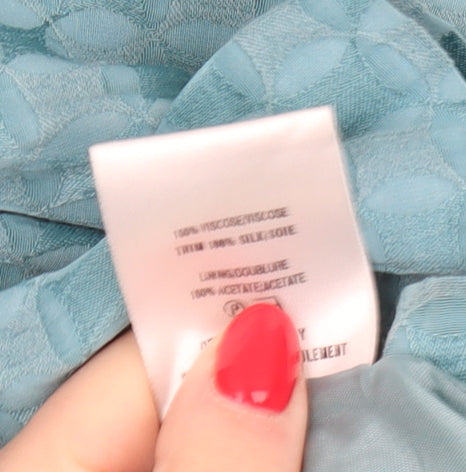 100% VISCOSE/VISCOSE
TRIM 100% SILK/SOIE
LINING/DOUBLURE
100% ACETATE/ACETATE
P